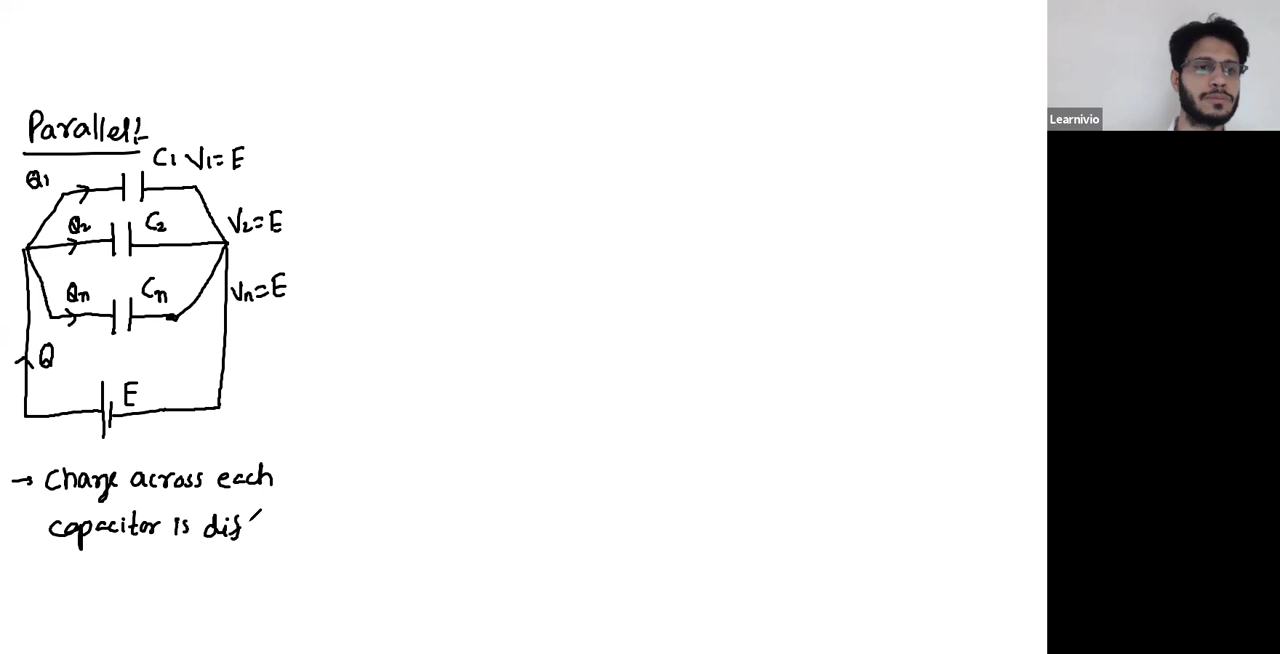 Parallel:-
C1 V1=E
Q1
Q2 C2 V2=E
Qn Cn Vn=E
Q
E
→ Charge across each
capacitor is dif
Learnivio